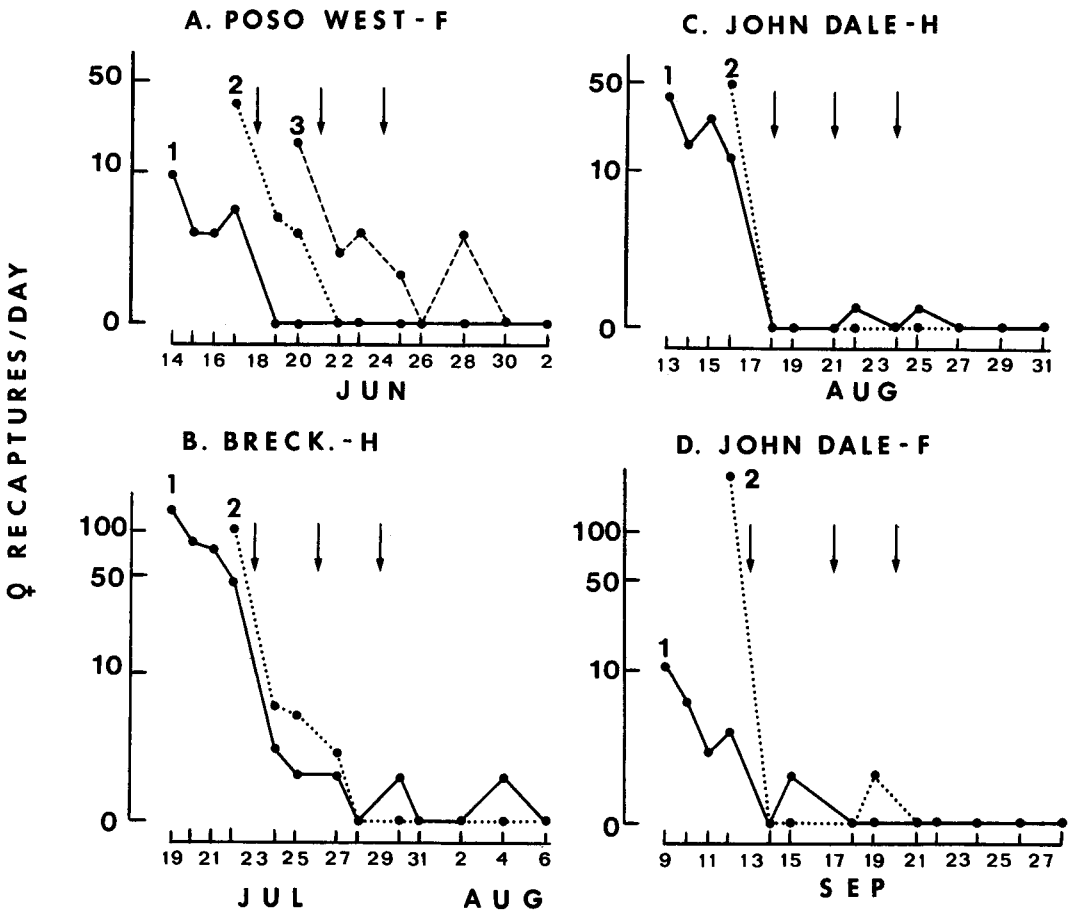 ♀ RECAPTURES/DAY
A. POSO WEST-F
50
10
0
1
2
3
14 16 18 20 22 24 26 28 30 2
JUN
B. BRECK.-H
100
50
10
0
1
2
19 21 23 25 27 29 31 2 4 6
JUL AUG
C. JOHN DALE-H
50
10
0
1
2
13 15 17 19 21 23 25 27 29 31
AUG
D. JOHN DALE-F
100
50
10
0
1
2
9 11 13 15 17 19 21 23 25 27
SEP